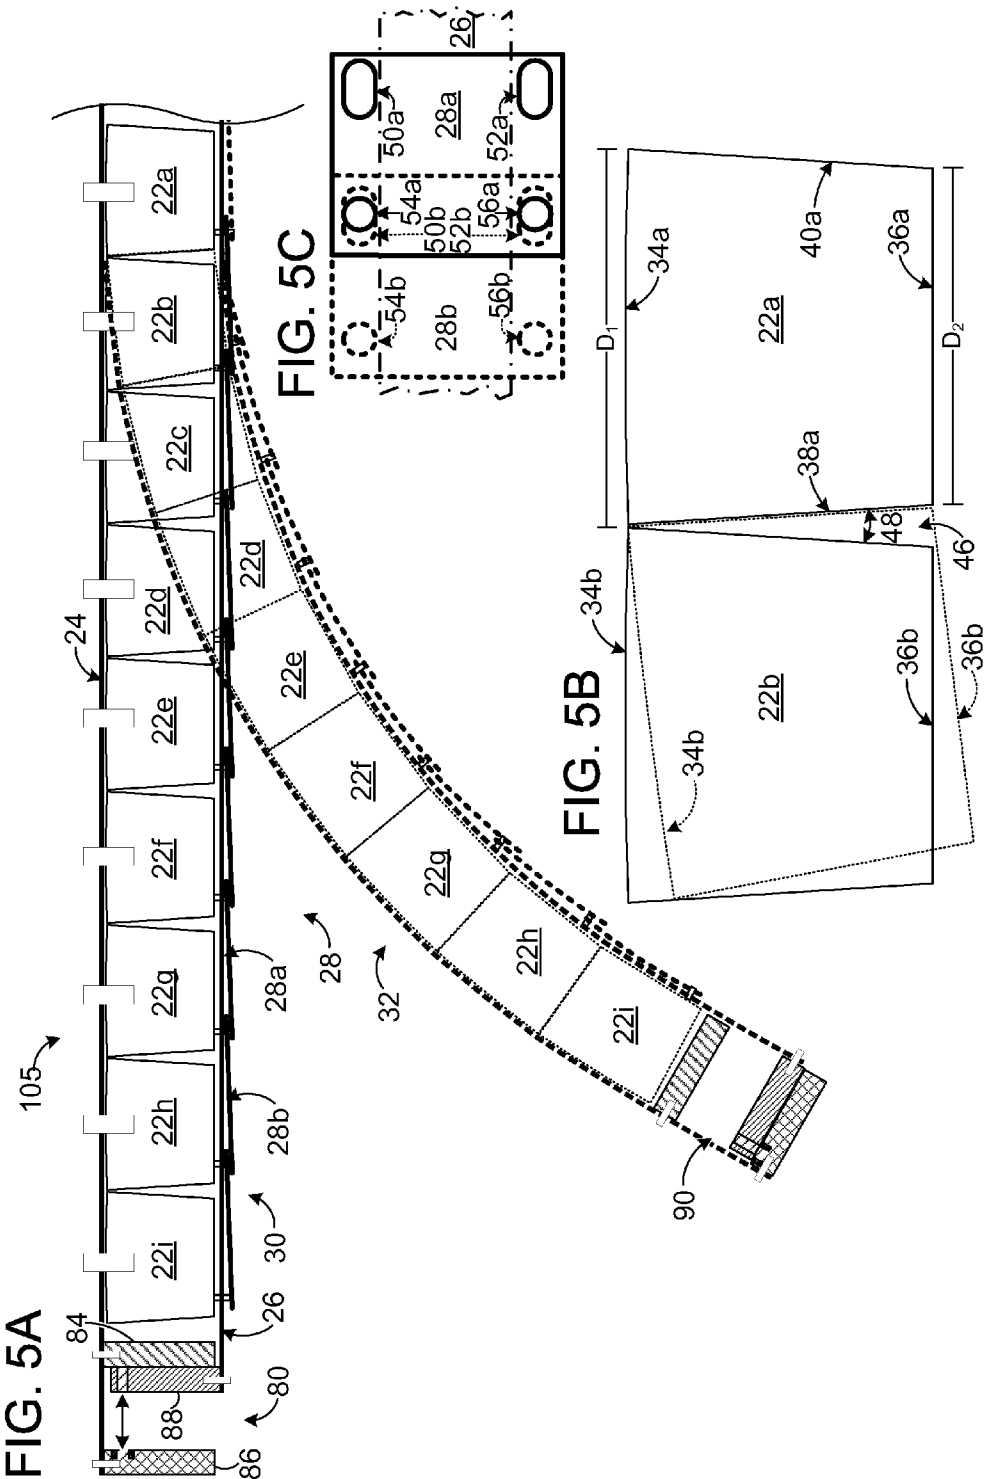 FIG. 5A
105
24
22a
22b
22c
22d
22e
22f
22g
22h
22i
84
86
88
80
26
30
28b
28a
28
32
22d
22e
22f
22g
22h
22i
90
FIG. 5C
26
28a
50a
52a
54a
50b
52b
56a
54b
28b
56b
FIG. 5B
D1
34a
40a
22a
36a
D2
38a
48
46
34b
34b
22b
36b
36b